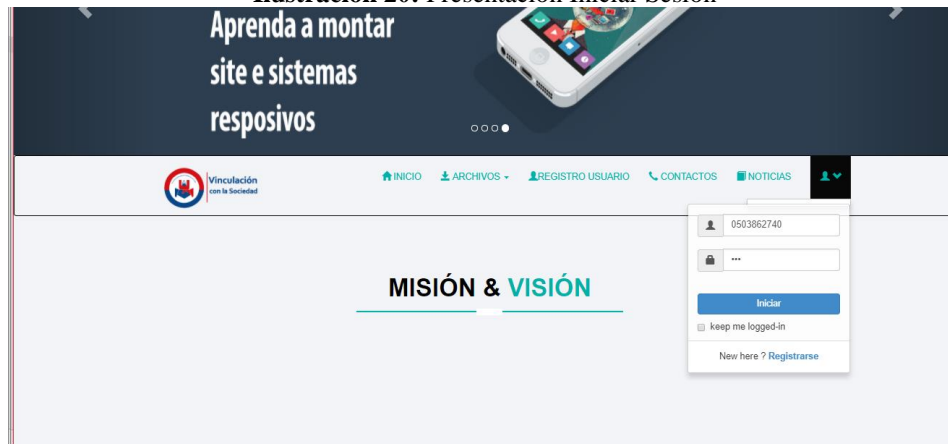 Ilustración 20: Presentación Iniciar Sesión
Aprenda a montar
site e sistemas
resposivos
Vinculación
con la Sociedad
INICIO ARCHIVOS REGISTRO USUARIO CONTACTOS NOTICIAS
0503862740
•••
MISIÓN & VISIÓN
Iniciar
keep me logged-in
New here ? Registrarse